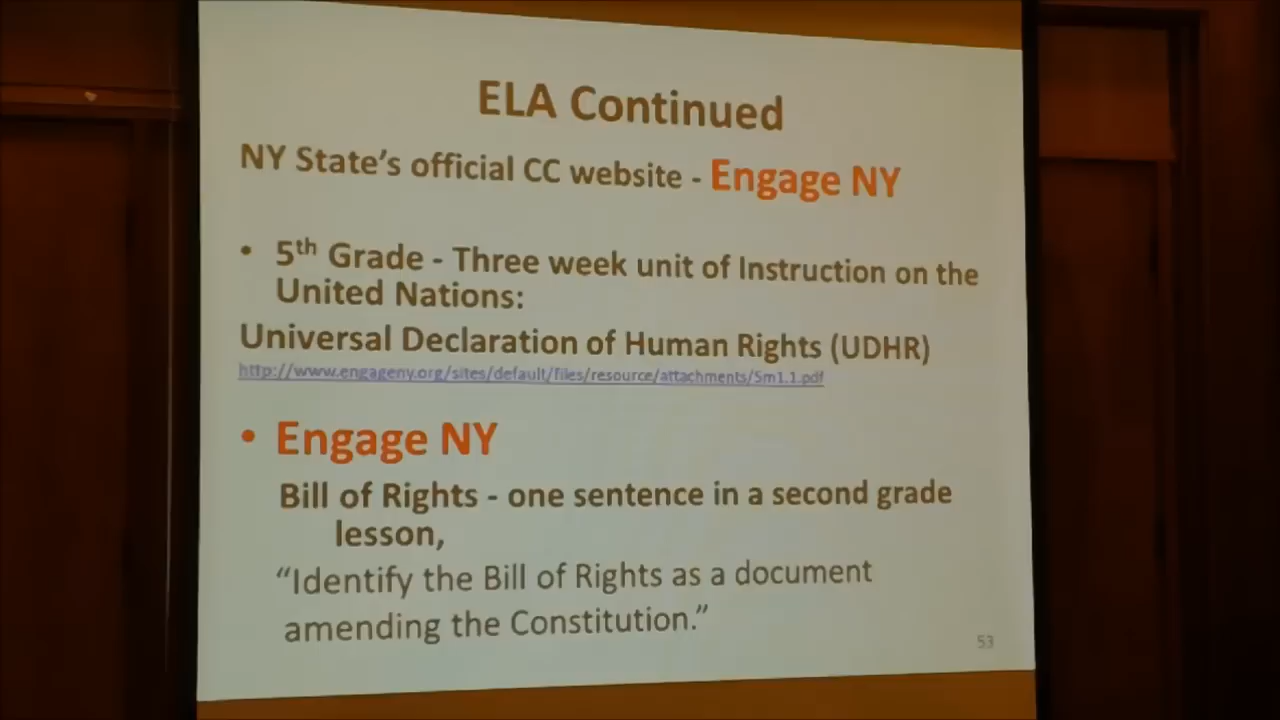 ELA Continued
NY State's official CC website - Engage NY
• 5th Grade - Three week unit of Instruction on the
United Nations:
Universal Declaration of Human Rights (UDHR)
http://www.engageny.org/sites/default/files/resource/attachments/5m1.1.pdf
• Engage NY
Bill of Rights - one sentence in a second grade
lesson,
“Identify the Bill of Rights as a document
amending the Constitution.”
53